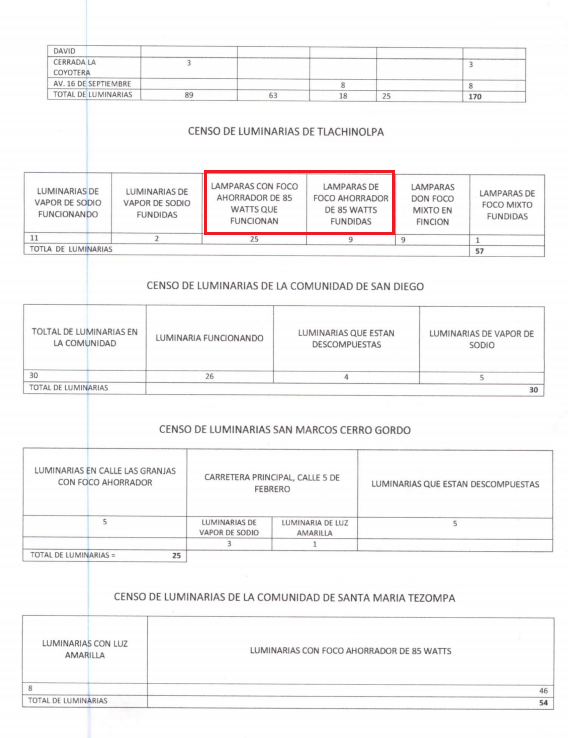 DAVID
CERRADA LA 3 3
COYOTERA
AV. 16 DE SEPTIEMBRE 8 8
TOTAL DE LUMINARIAS 89 63 18 25 170
CENSO DE LUMINARIAS DE TLACHINOLPA
LUMINARIAS DE
VAPOR DE SODIO
FUNCIONANDO
LUMINARIAS DE
VAPOR DE SODIO
FUNDIDAS
LAMPARAS CON FOCO
AHORRADOR DE 85
WATTS QUE
FUNCIONAN
LAMPARAS DE
FOCO AHORRADOR
DE 85 WATTS
FUNDIDAS
LAMPARAS
DON FOCO
MIXTO EN
FINCION
LAMPARAS DE
FOCO MIXTO
FUNDIDAS
11 2 25 9 9 1
TOTLA DE LUMINARIAS 57
CENSO DE LUMINARIAS DE LA COMUNIDAD DE SAN DIEGO
TOLTAL DE LUMINARIAS EN
LA COMUNIDAD
LUMINARIA FUNCIONANDO
LUMINARIAS QUE ESTAN
DESCOMPUESTAS
LUMINARIAS DE VAPOR DE
SODIO
30 26 4 5
TOTAL DE LUMINARIAS 30
CENSO DE LUMINARIAS SAN MARCOS CERRO GORDO
LUMINARIAS EN CALLE LAS GRANJAS
CON FOCO AHORRADOR
CARRETERA PRINCIPAL, CALLE 5 DE
FEBRERO
LUMINARIAS QUE ESTAN DESCOMPUESTAS
5
LUMINARIAS DE
VAPOR DE SODIO
LUMINARIA DE LUZ
AMARILLA
5
3 1
TOTAL DE LUMINARIAS = 25
CENSO DE LUMINARIAS DE LA COMUNIDAD DE SANTA MARIA TEZOMPA
LUMINARIAS CON LUZ
AMARILLA
LUMINARIAS CON FOCO AHORRADOR DE 85 WATTS
8 46
TOTAL DE LUMINARIAS 54